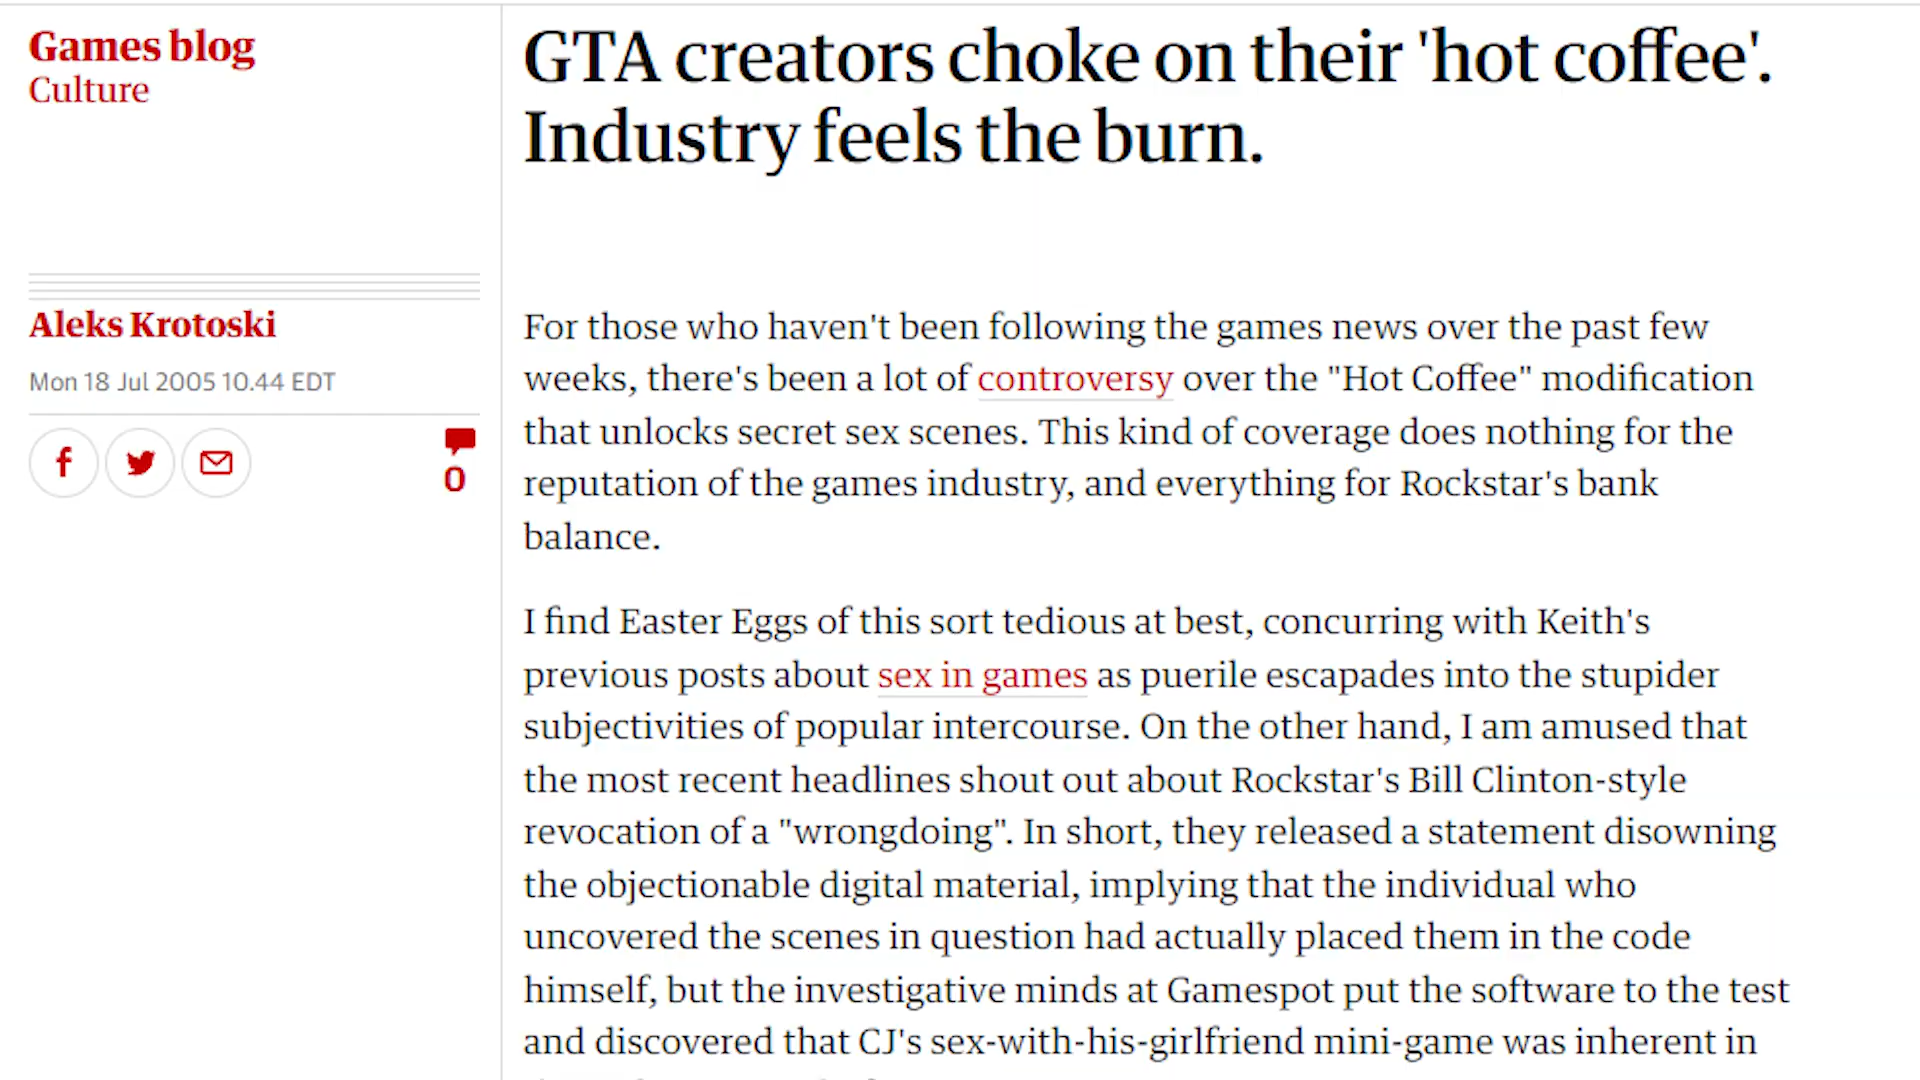 Games blog
Culture
GTA creators choke on their 'hot coffee'.
Industry feels the burn.
Aleks Krotoski
Mon 18 Jul 2005 10.44 EDT
0
For those who haven't been following the games news over the past few
weeks, there's been a lot of controversy over the "Hot Coffee" modification
that unlocks secret sex scenes. This kind of coverage does nothing for the
reputation of the games industry, and everything for Rockstar's bank
balance.
I find Easter Eggs of this sort tedious at best, concurring with Keith's
previous posts about sex in games as puerile escapades into the stupider
subjectivities of popular intercourse. On the other hand, I am amused that
the most recent headlines shout out about Rockstar's Bill Clinton-style
revocation of a "wrongdoing". In short, they released a statement disowning
the objectionable digital material, implying that the individual who
uncovered the scenes in question had actually placed them in the code
himself, but the investigative minds at Gamespot put the software to the test
and discovered that CJ's sex-with-his-girlfriend mini-game was inherent in